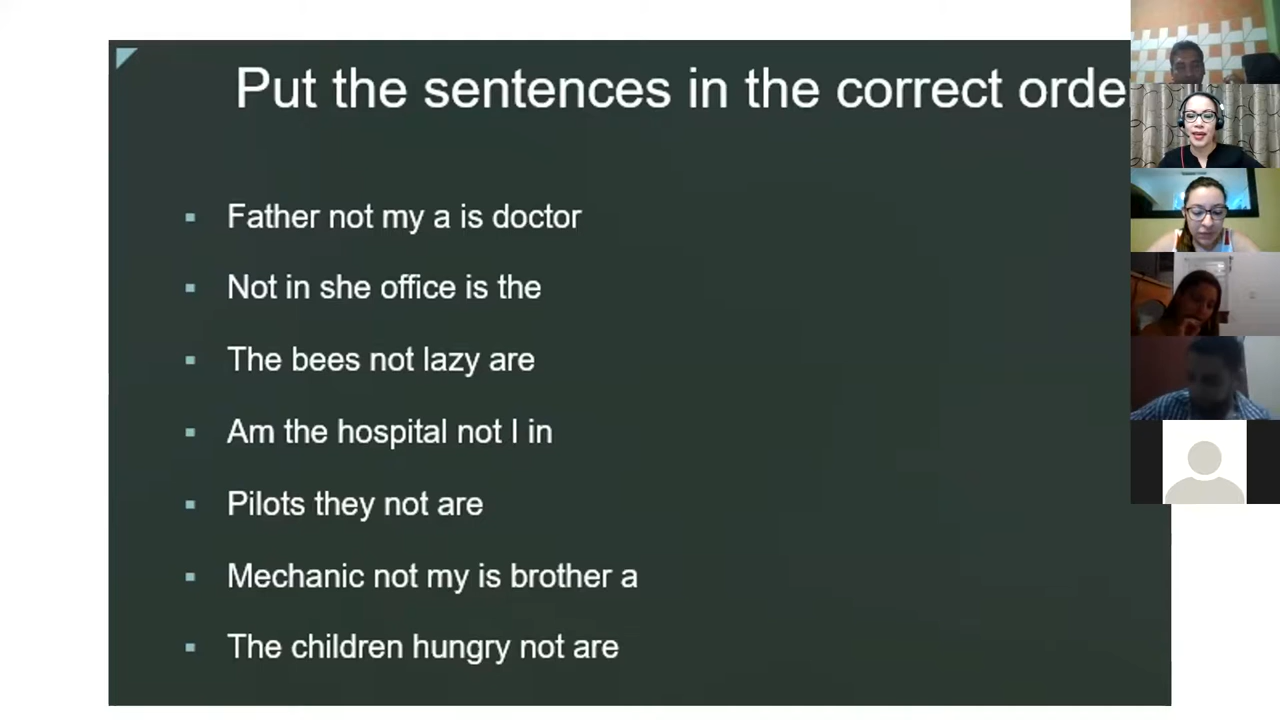 Put the sentences in the correct orde
Father not my a is doctor
Not in she office is the
The bees not lazy are
Am the hospital not I in
Pilots they not are
Mechanic not my is brother a
The children hungry not are